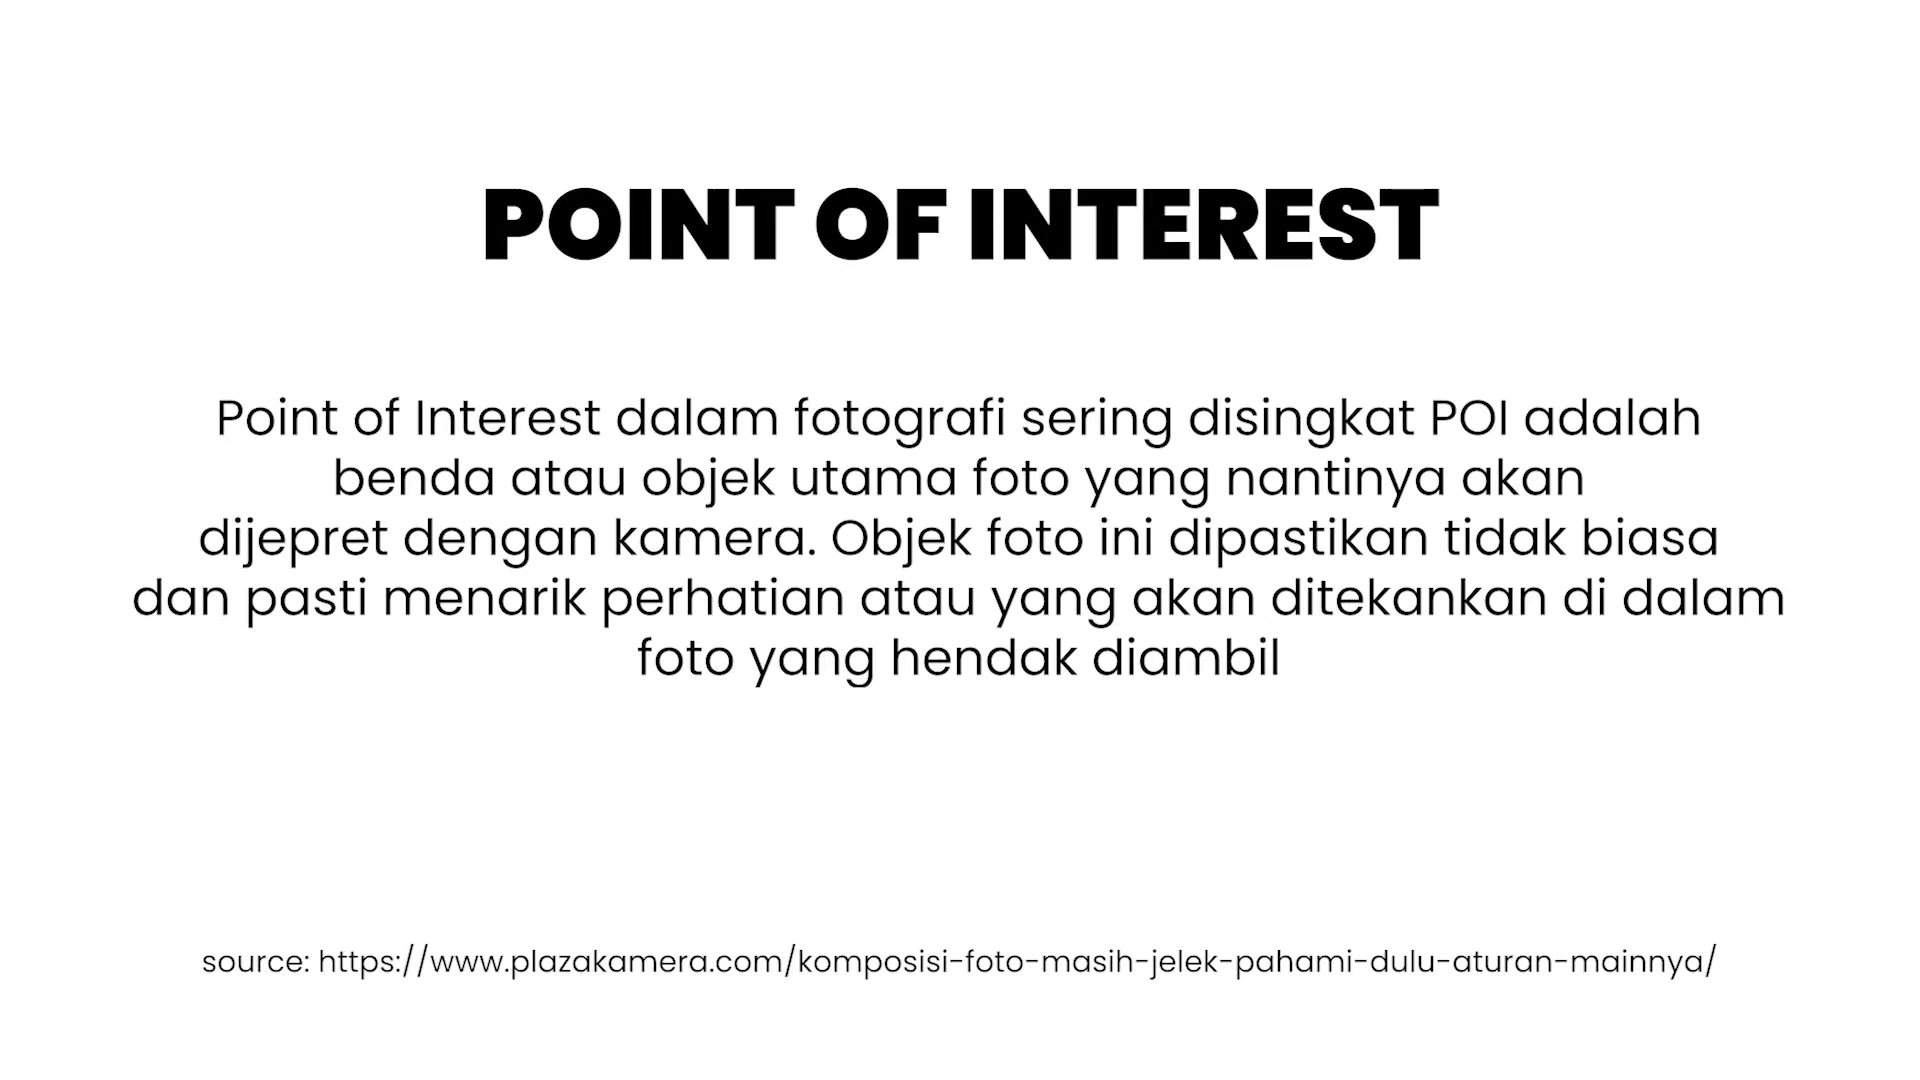 POINT OF INTEREST
Point of Interest dalam fotografi sering disingkat POI adalah
benda atau objek utama foto yang nantinya akan
dijepret dengan kamera. Objek foto ini dipastikan tidak biasa
dan pasti menarik perhatian atau yang akan ditekankan di dalam
foto yang hendak diambil
source: https://www.plazakamera.com/komposisi-foto-masih-jelek-pahami-dulu-aturan-mainnya/